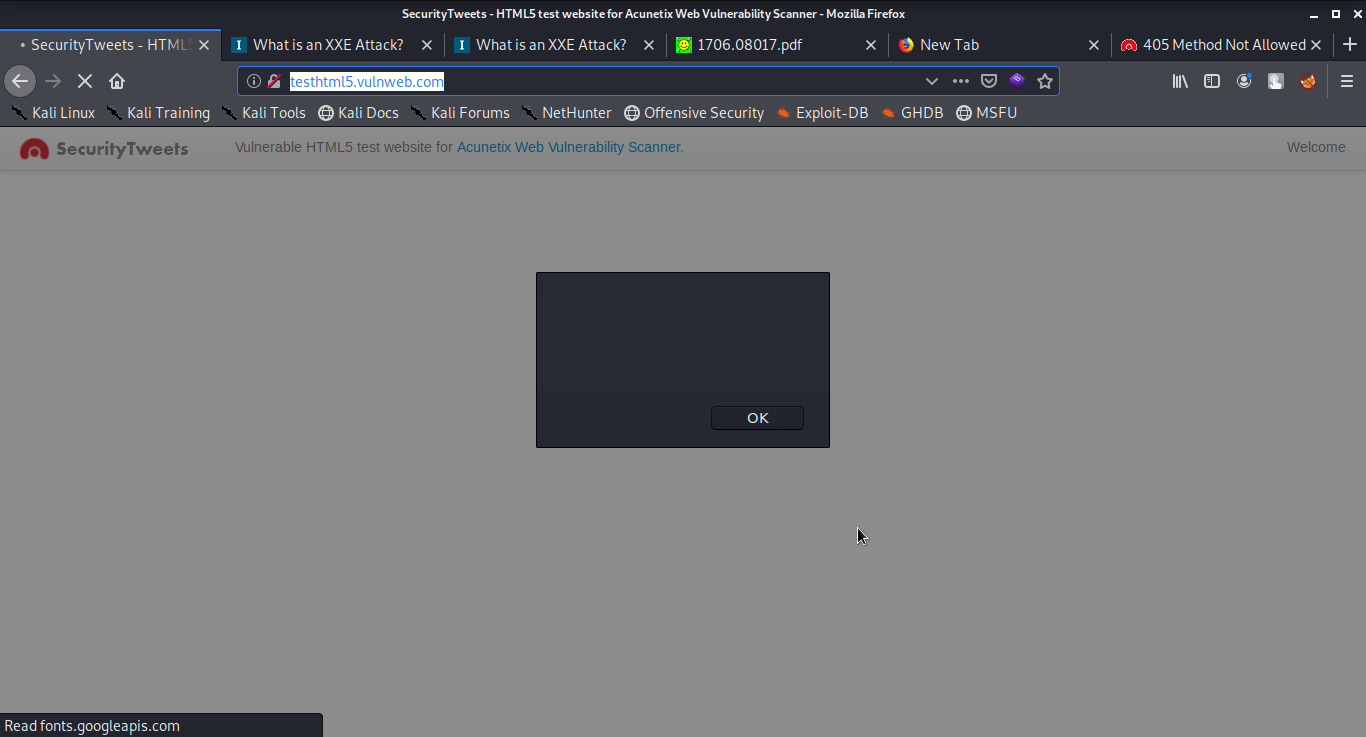 SecurityTweets - HTML5 test website for Acunetix Web Vulnerability Scanner - Mozilla Firefox
SecurityTweets - HTML5 What is an XXE Attack? What is an XXE Attack? 1706.08017.pdf New Tab 405 Method Not Allowed
testhtml5.vulnweb.com
Kali Linux Kali Training Kali Tools Kali Docs Kali Forums NetHunter Offensive Security Exploit-DB GHDB MSFU
SecurityTweets Vulnerable HTML5 test website for Acunetix Web Vulnerability Scanner. Welcome
OK
Read fonts.googleapis.com